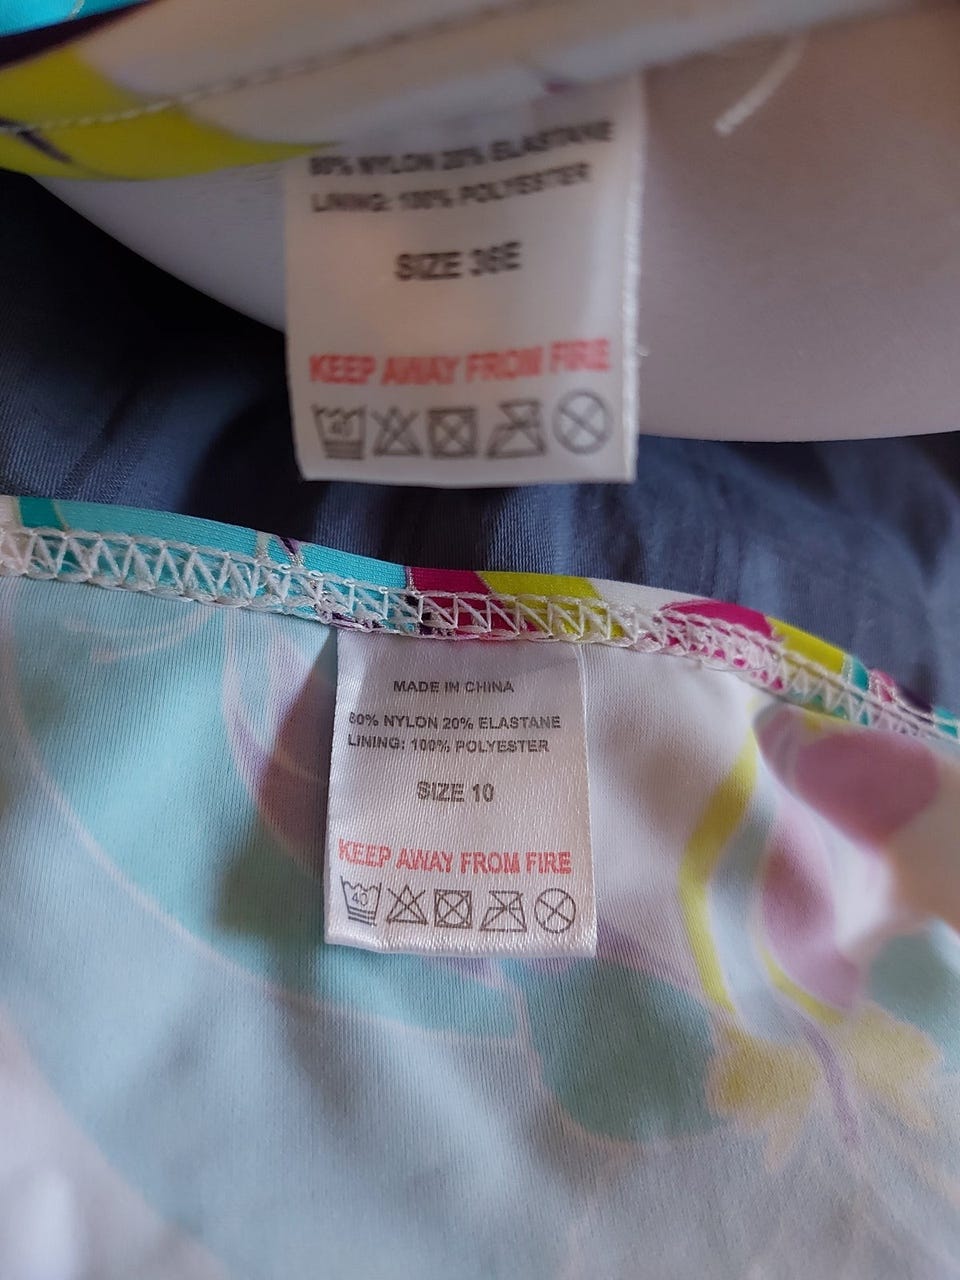 80% NYLON 20% ELASTANE
LINING: 100% POLYESTER
SIZE 36E
KEEP AWAY FROM FIRE
40
MADE IN CHINA
80% NYLON 20% ELASTANE
LINING: 100% POLYESTER
SIZE 10
KEEP AWAY FROM FIRE
40